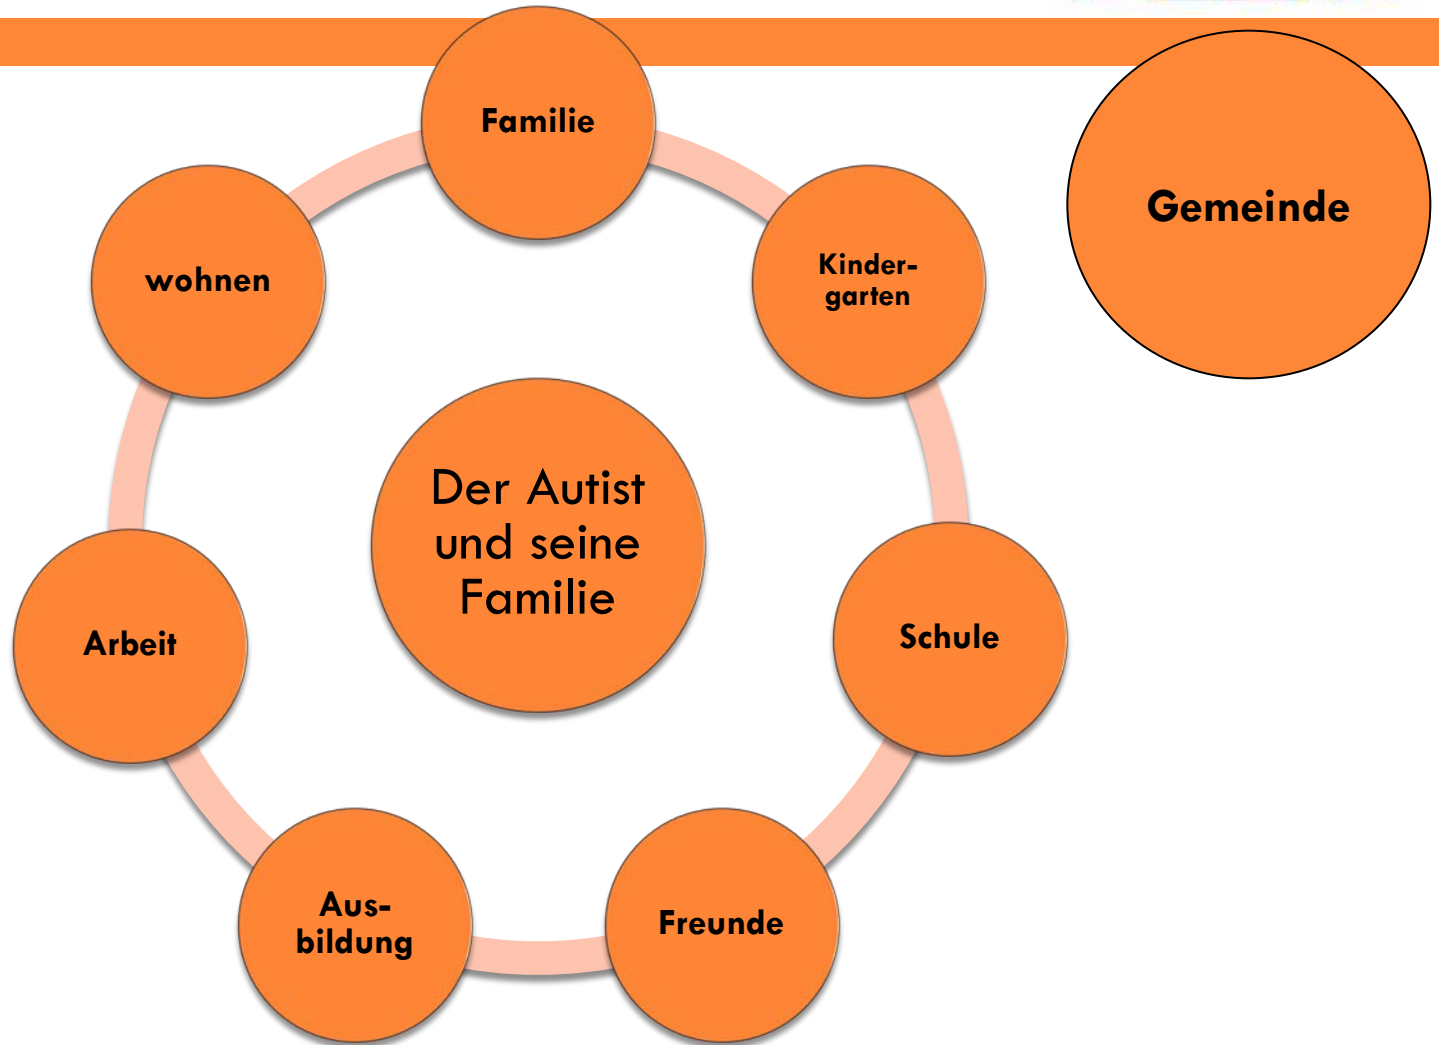 Familie
Gemeinde
Kinder-
garten
wohnen
Der Autist
und seine
Familie
Schule
Arbeit
Freunde
Aus-
bildung